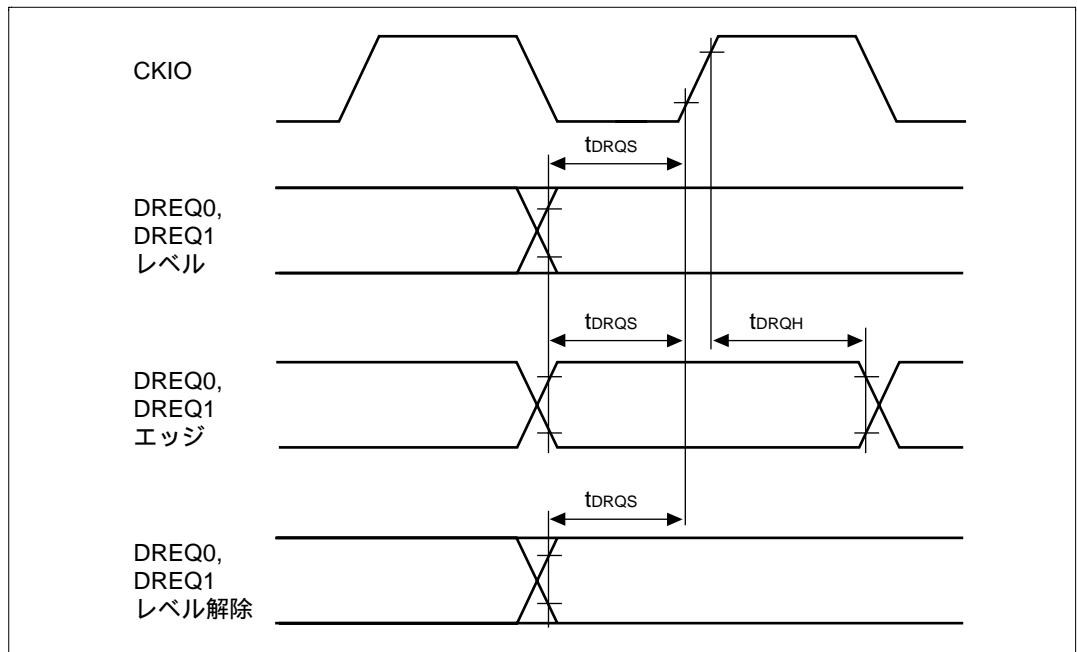 CKIO
tDRQS
DREQ0,
DREQ1
レベル
tDRQS
tDRQH
DREQ0,
DREQ1
エッジ
tDRQS
DREQ0,
DREQ1
レベル解除